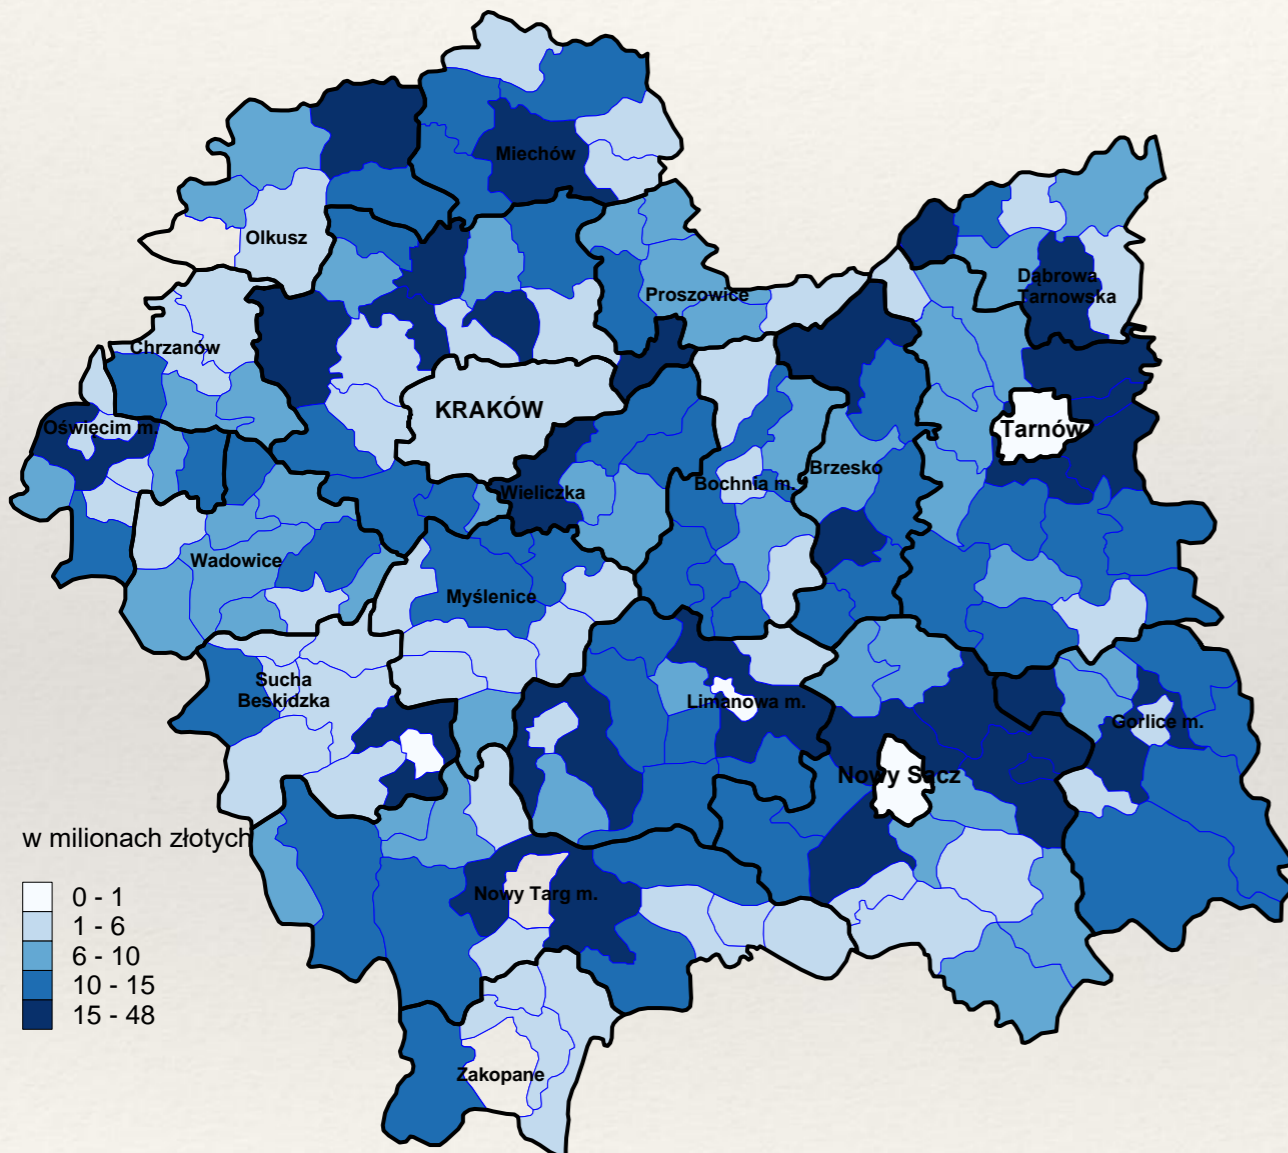 Miechów
Olkusz
Dąbrowa
Tarnowska
Proszowice
Chrzanów
KRAKÓW
Oświęcim m.
Tarnów
Brzesko
Bochnia m.
Wieliczka
Wadowice
Myślenice
Sucha
Beskidzka
Limanowa m.
Gorlice m.
Nowy Sącz
w milionach złotych
0 - 1
1 - 6
6 - 10
10 - 15
15 - 48
Nowy Targ m.
Zakopane